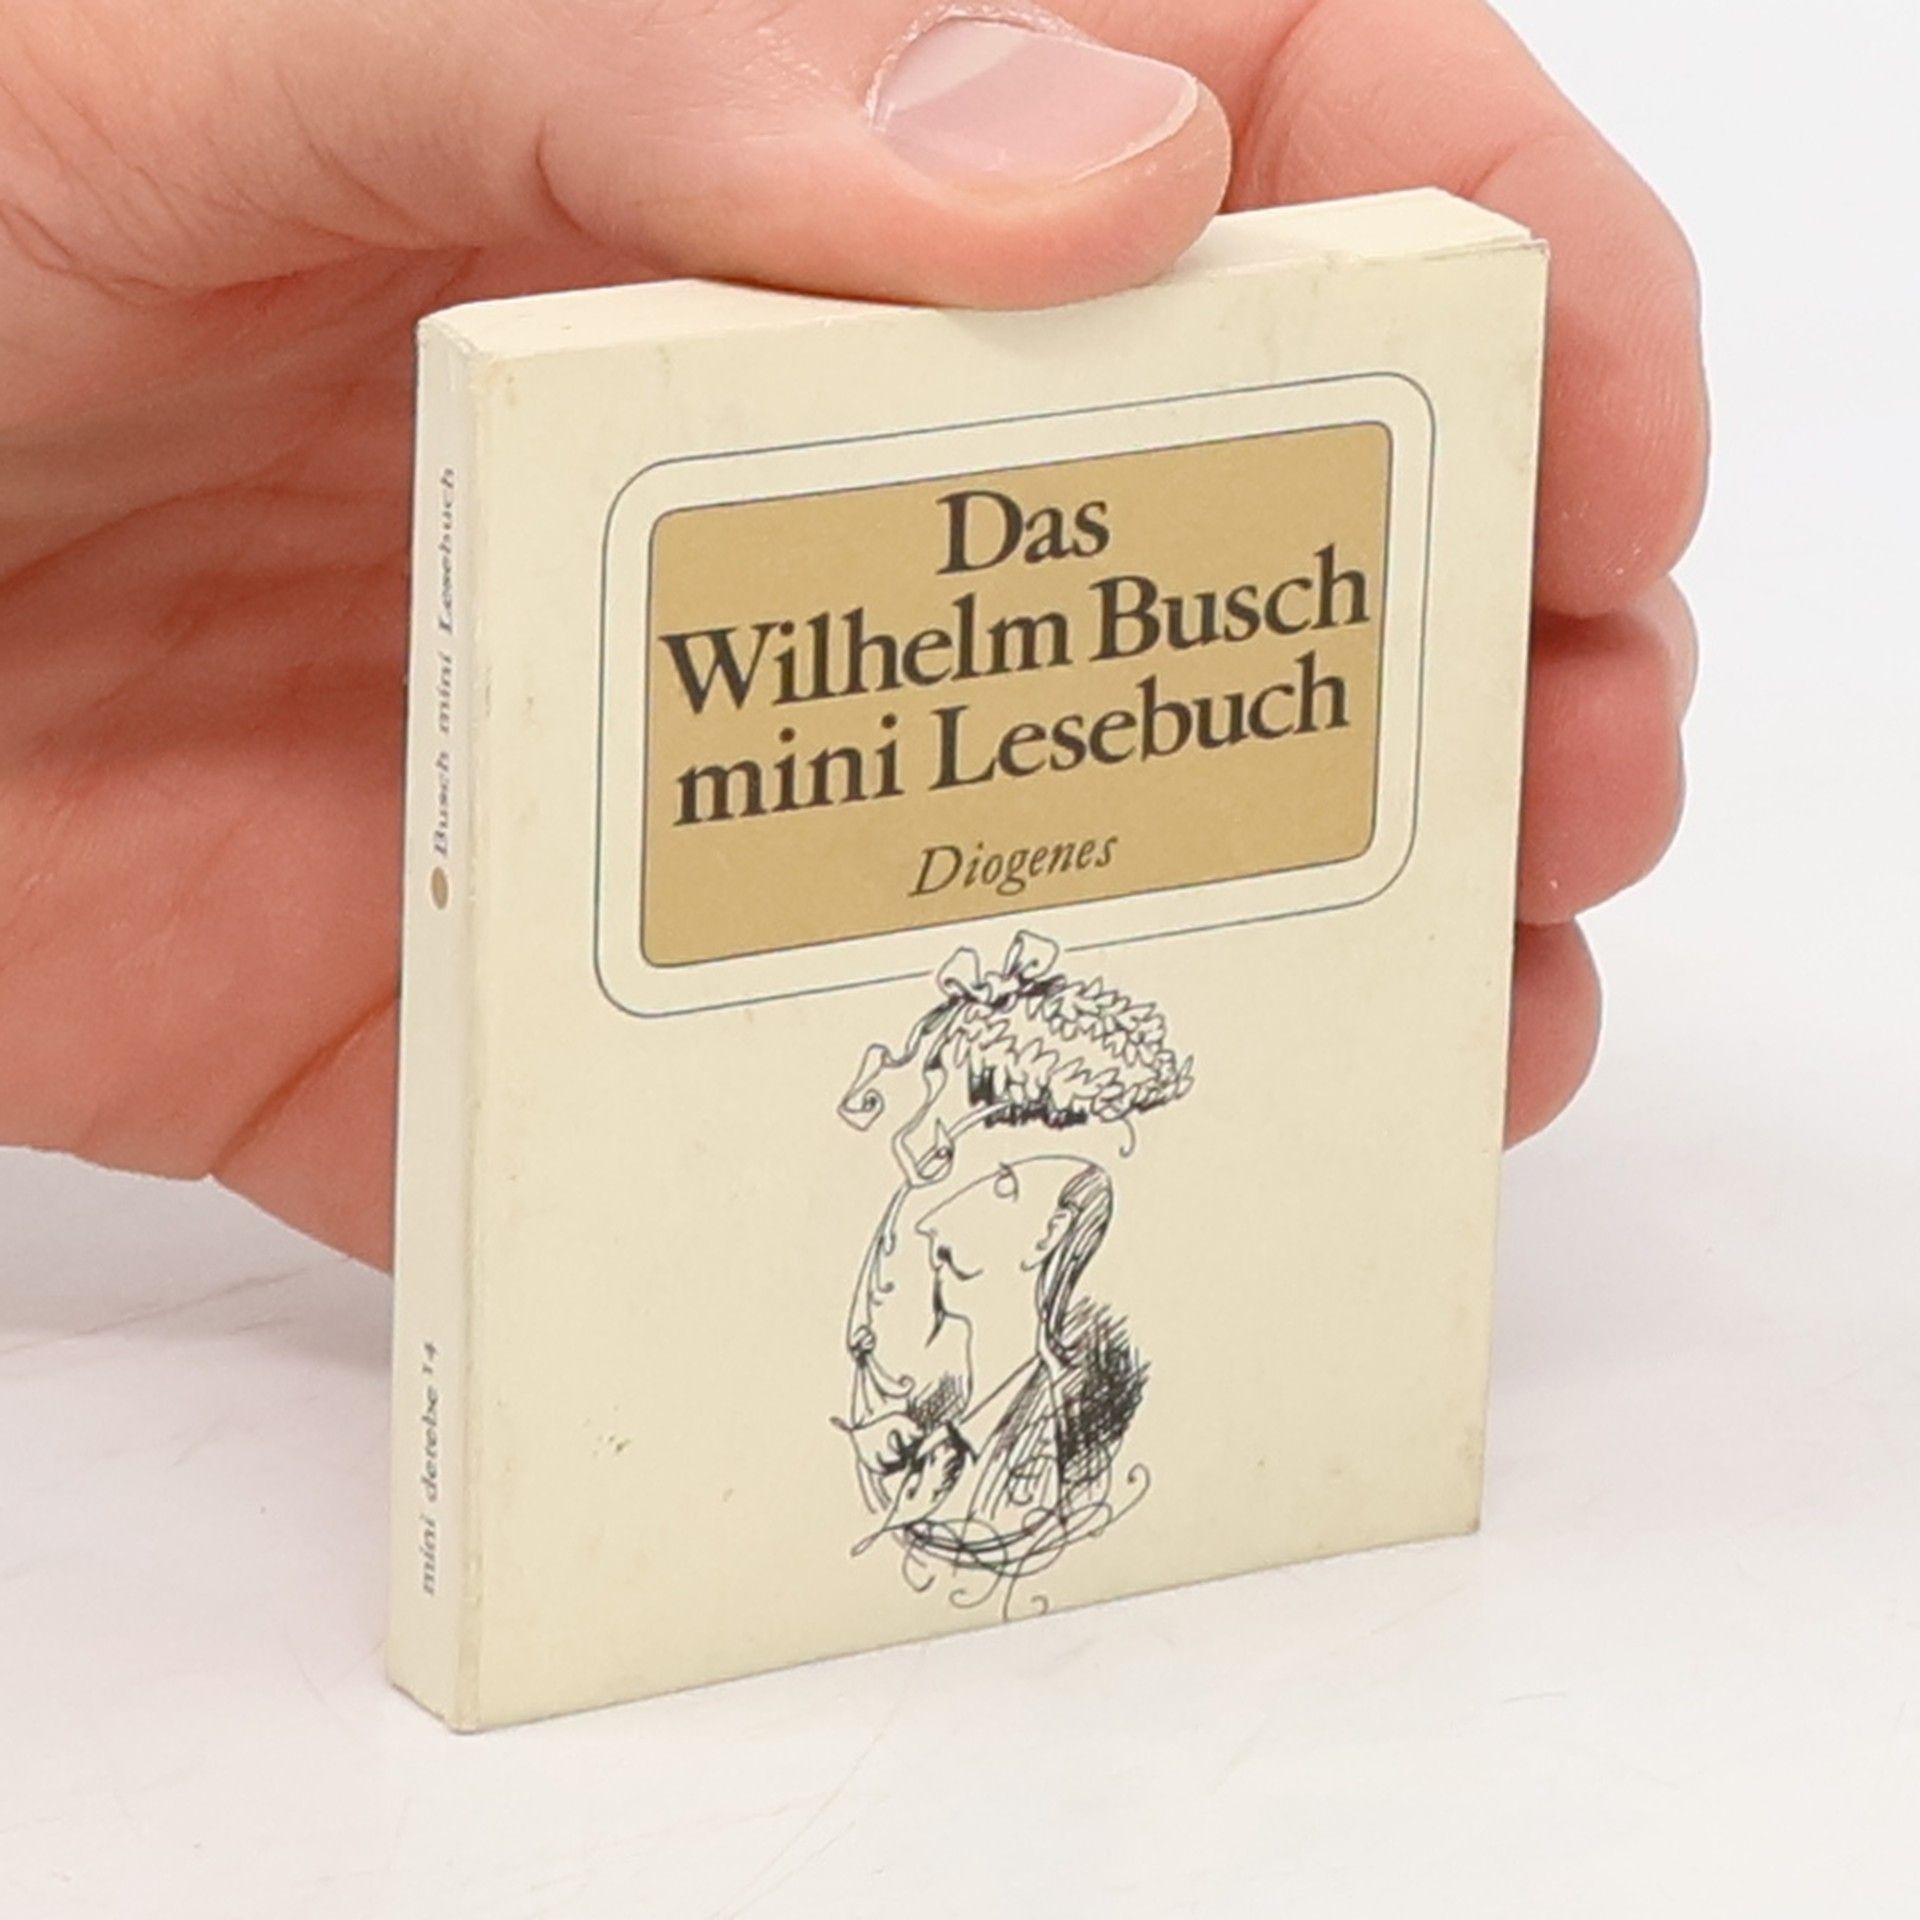 Das
Wilhelm Busch
mini Lesebuch
Diogenes
Busch mini Lesebuch
mini detebe 14